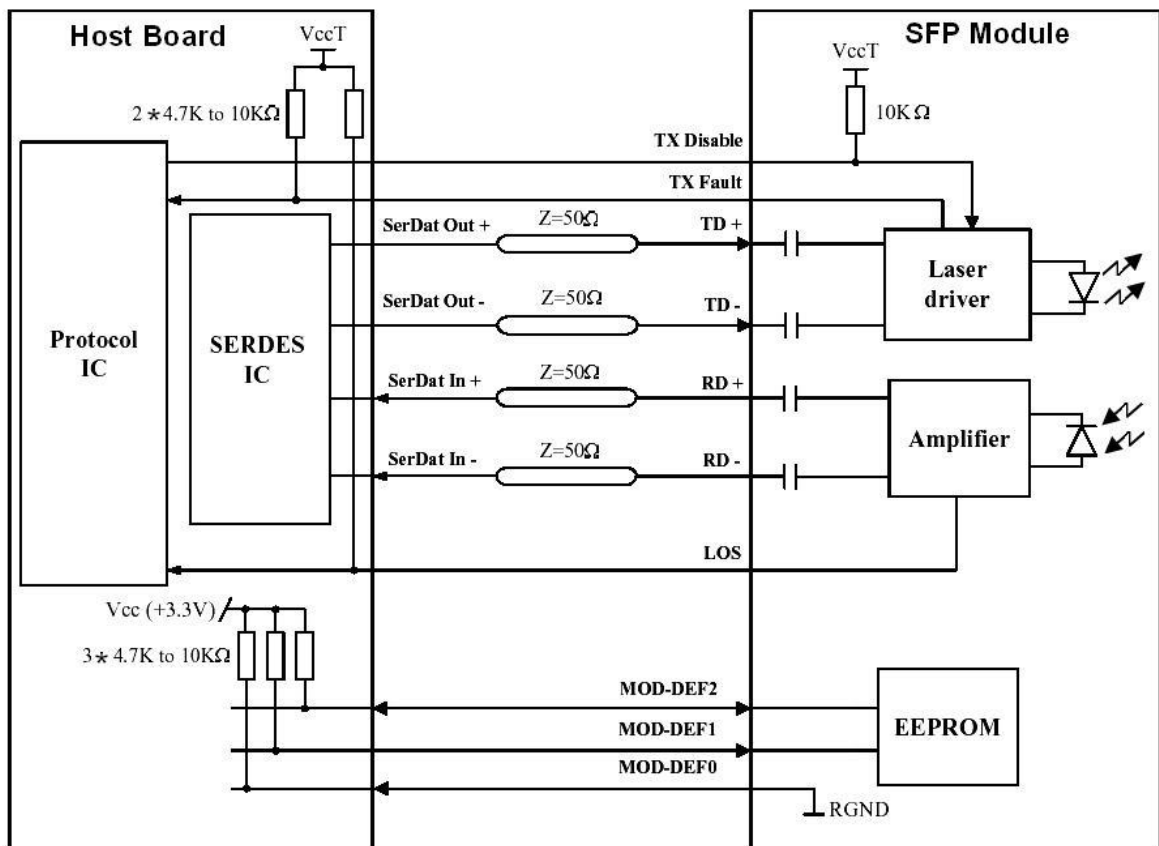 Host Board
SFP Module
VccT
VccT
2 * 4.7K to 10KΩ
10KΩ
TX Disable
TX Fault
SerDat Out +
Z=50Ω
TD +
Laser
driver
SerDat Out -
Z=50Ω
TD -
Protocol
IC
SERDES
IC
SerDat In +
Z=50Ω
RD +
Amplifier
SerDat In -
Z=50Ω
RD -
LOS
Vcc (+3.3V)
3 * 4.7K to 10KΩ
MOD-DEF2
MOD-DEF1
EEPROM
MOD-DEF0
RGND